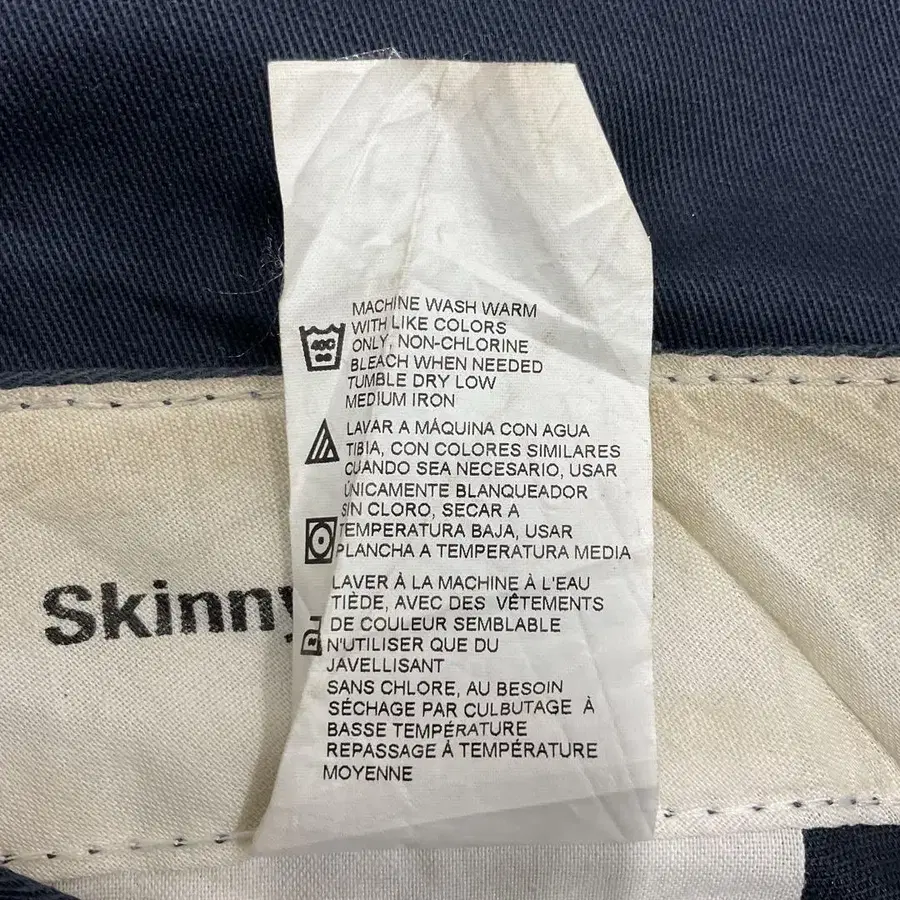 MACHINE WASH WARM
WITH LIKE COLORS
ONLY, NON-CHLORINE
BLEACH WHEN NEEDED
TUMBLE DRY LOW
MEDIUM IRON
40C
LAVAR A MÁQUINA CON AGUA
TIBIA, CON COLORES SIMILARES
CUANDO SEA NECESARIO, USAR
ÚNICAMENTE BLANQUEADOR
SIN CLORO, SECAR A
TEMPERATURA BAJA, USAR
PLANCHA A TEMPERATURA MEDIA
LAVER À LA MACHINE À L'EAU
TIÈDE, AVEC DES VÊTEMENTS
DE COULEUR SEMBLABLE
N'UTILISER QUE DU
JAVELLISANT
SANS CHLORE, AU BESOIN
SÉCHAGE PAR CULBUTAGE À
BASSE TEMPÉRATURE
REPASSAGE À TEMPÉRATURE
MOYENNE
Skinny